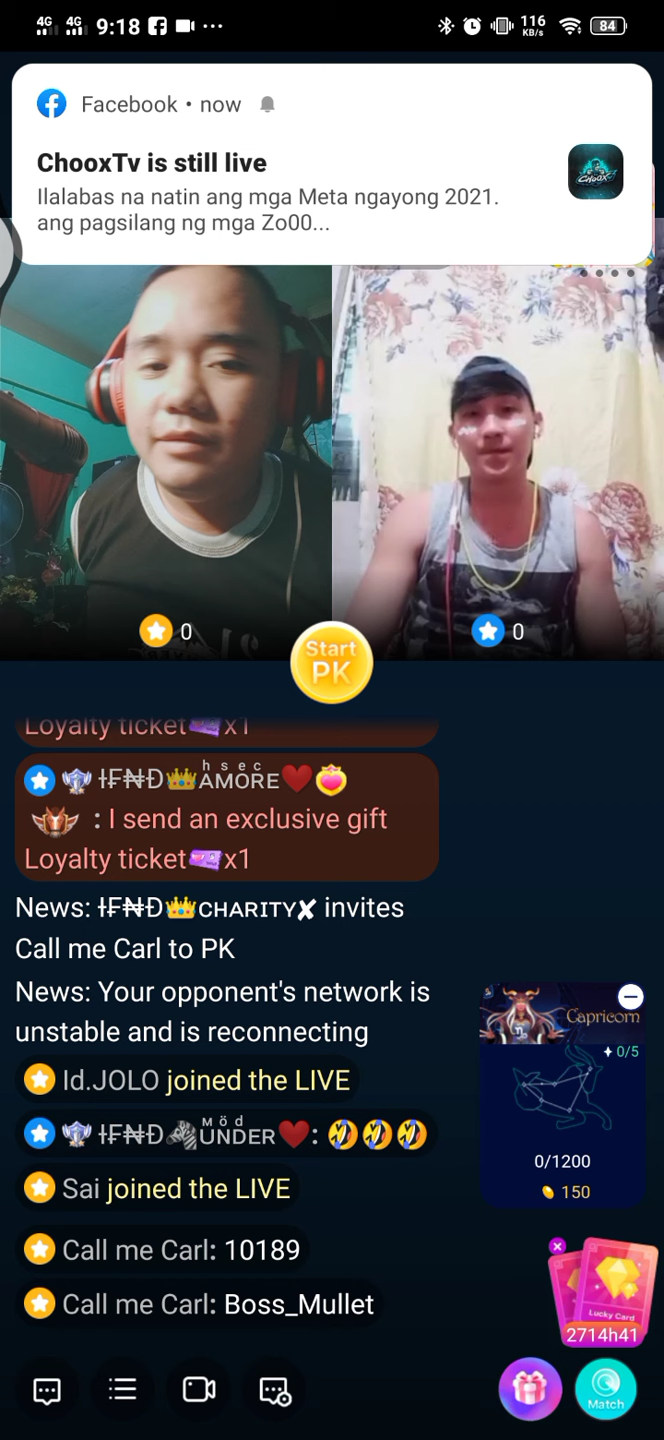 4G 4G 9:18 ... 116 KB/s 84
Facebook • now
ChooxTv is still live
Ilalabas na natin ang mga Meta ngayong 2021.
ang pagsilang ng mga Zo00...
CHOOX
0
0
Start
PK
Loyalty ticket x1
ł₣₦Đ👑AͪMOͤRE❤️
: I send an exclusive gift
Loyalty ticket x1
News: ł₣₦Đ👑CHARITY✘ invites
Call me Carl to PK
News: Your opponent's network is
unstable and is reconnecting
Id.JOLO joined the LIVE
ł₣₦Đ🦓UNDER❤️: 🤣🤣🤣
Sai joined the LIVE
Call me Carl: 10189
Call me Carl: Boss_Mullet
Capricorn
0/5
0/1200
150
Lucky Card
2714h41
Match